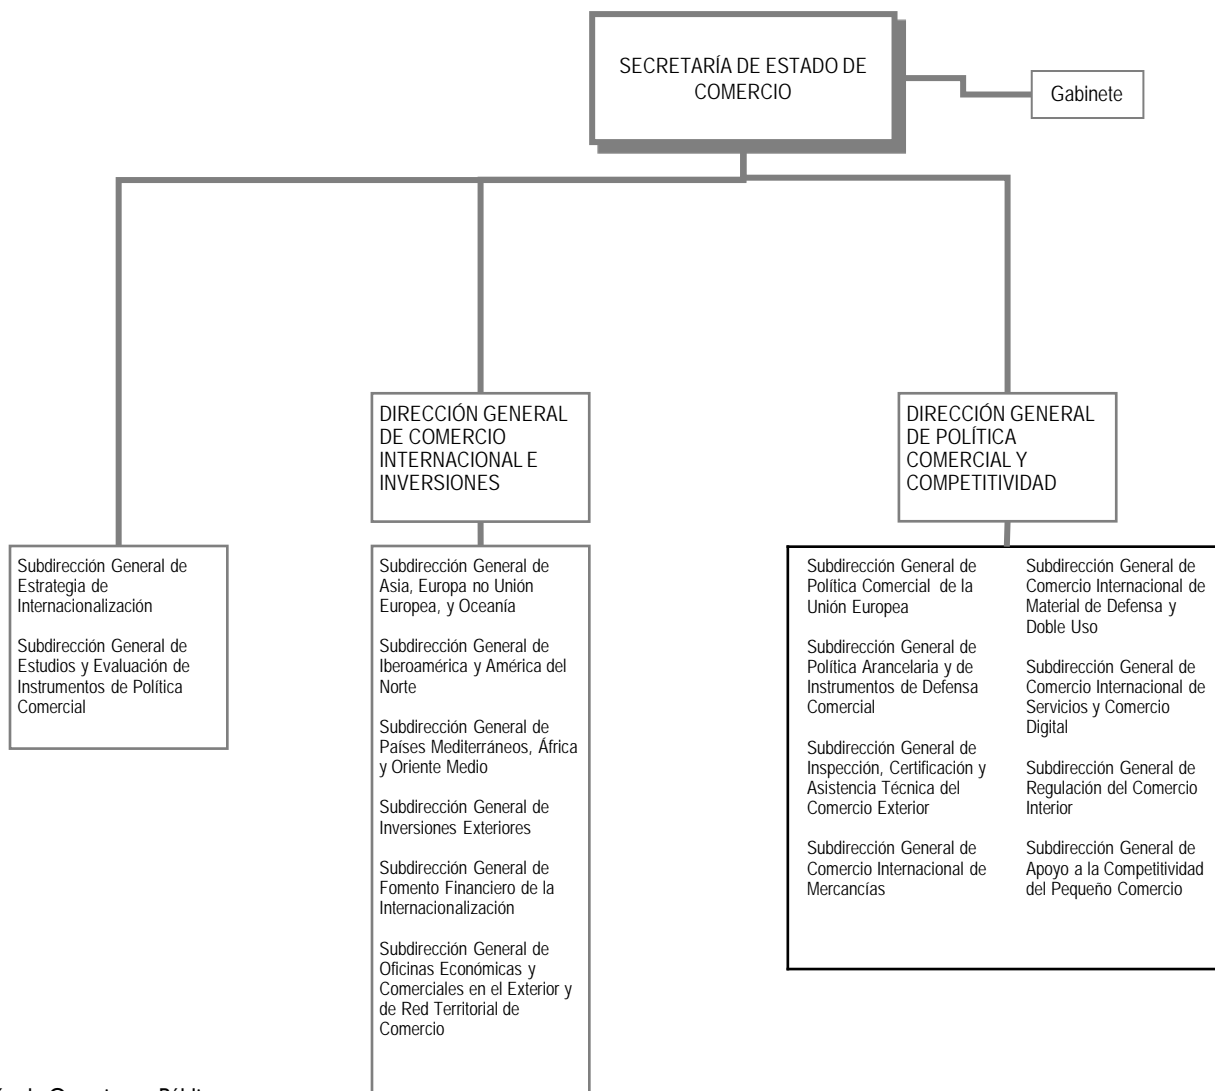 SECRETARÍA DE ESTADO DE
COMERCIO
Gabinete
DIRECCIÓN GENERAL
DE COMERCIO
INTERNACIONAL E
INVERSIONES
DIRECCIÓN GENERAL
DE POLÍTICA
COMERCIAL Y
COMPETITIVIDAD
Subdirección General de
Estrategia de
Internacionalización
Subdirección General de
Estudios y Evaluación de
Instrumentos de Política
Comercial
Subdirección General de
Asia, Europa no Unión
Europea, y Oceanía
Subdirección General de
Iberoamérica y América del
Norte
Subdirección General de
Países Mediterráneos, África
y Oriente Medio
Subdirección General de
Inversiones Exteriores
Subdirección General de
Fomento Financiero de la
Internacionalización
Subdirección General de
Oficinas Económicas y
Comerciales en el Exterior y
de Red Territorial de
Comercio
Subdirección General de
Política Comercial de la
Unión Europea
Subdirección General de
Política Arancelaria y de
Instrumentos de Defensa
Comercial
Subdirección General de
Inspección, Certificación y
Asistencia Técnica del
Comercio Exterior
Subdirección General de
Comercio Internacional de
Mercancías
Subdirección General de
Comercio Internacional de
Material de Defensa y
Doble Uso
Subdirección General de
Comercio Internacional de
Servicios y Comercio
Digital
Subdirección General de
Regulación del Comercio
Interior
Subdirección General de
Apoyo a la Competitividad
del Pequeño Comercio